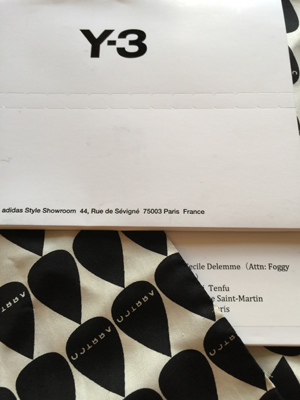 Y-3
adidas Style Showroom 44, Rue de Sévigné 75003 Paris France
ecile Delemme (Attn: Foggy
Tenfu
e Saint-Martin
ris